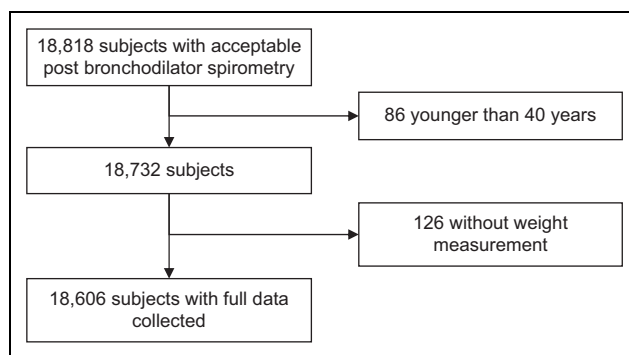 18,818 subjects with acceptable
post bronchodilator spirometry
86 younger than 40 years
18,732 subjects
126 without weight
measurement
18,606 subjects with full data
collected